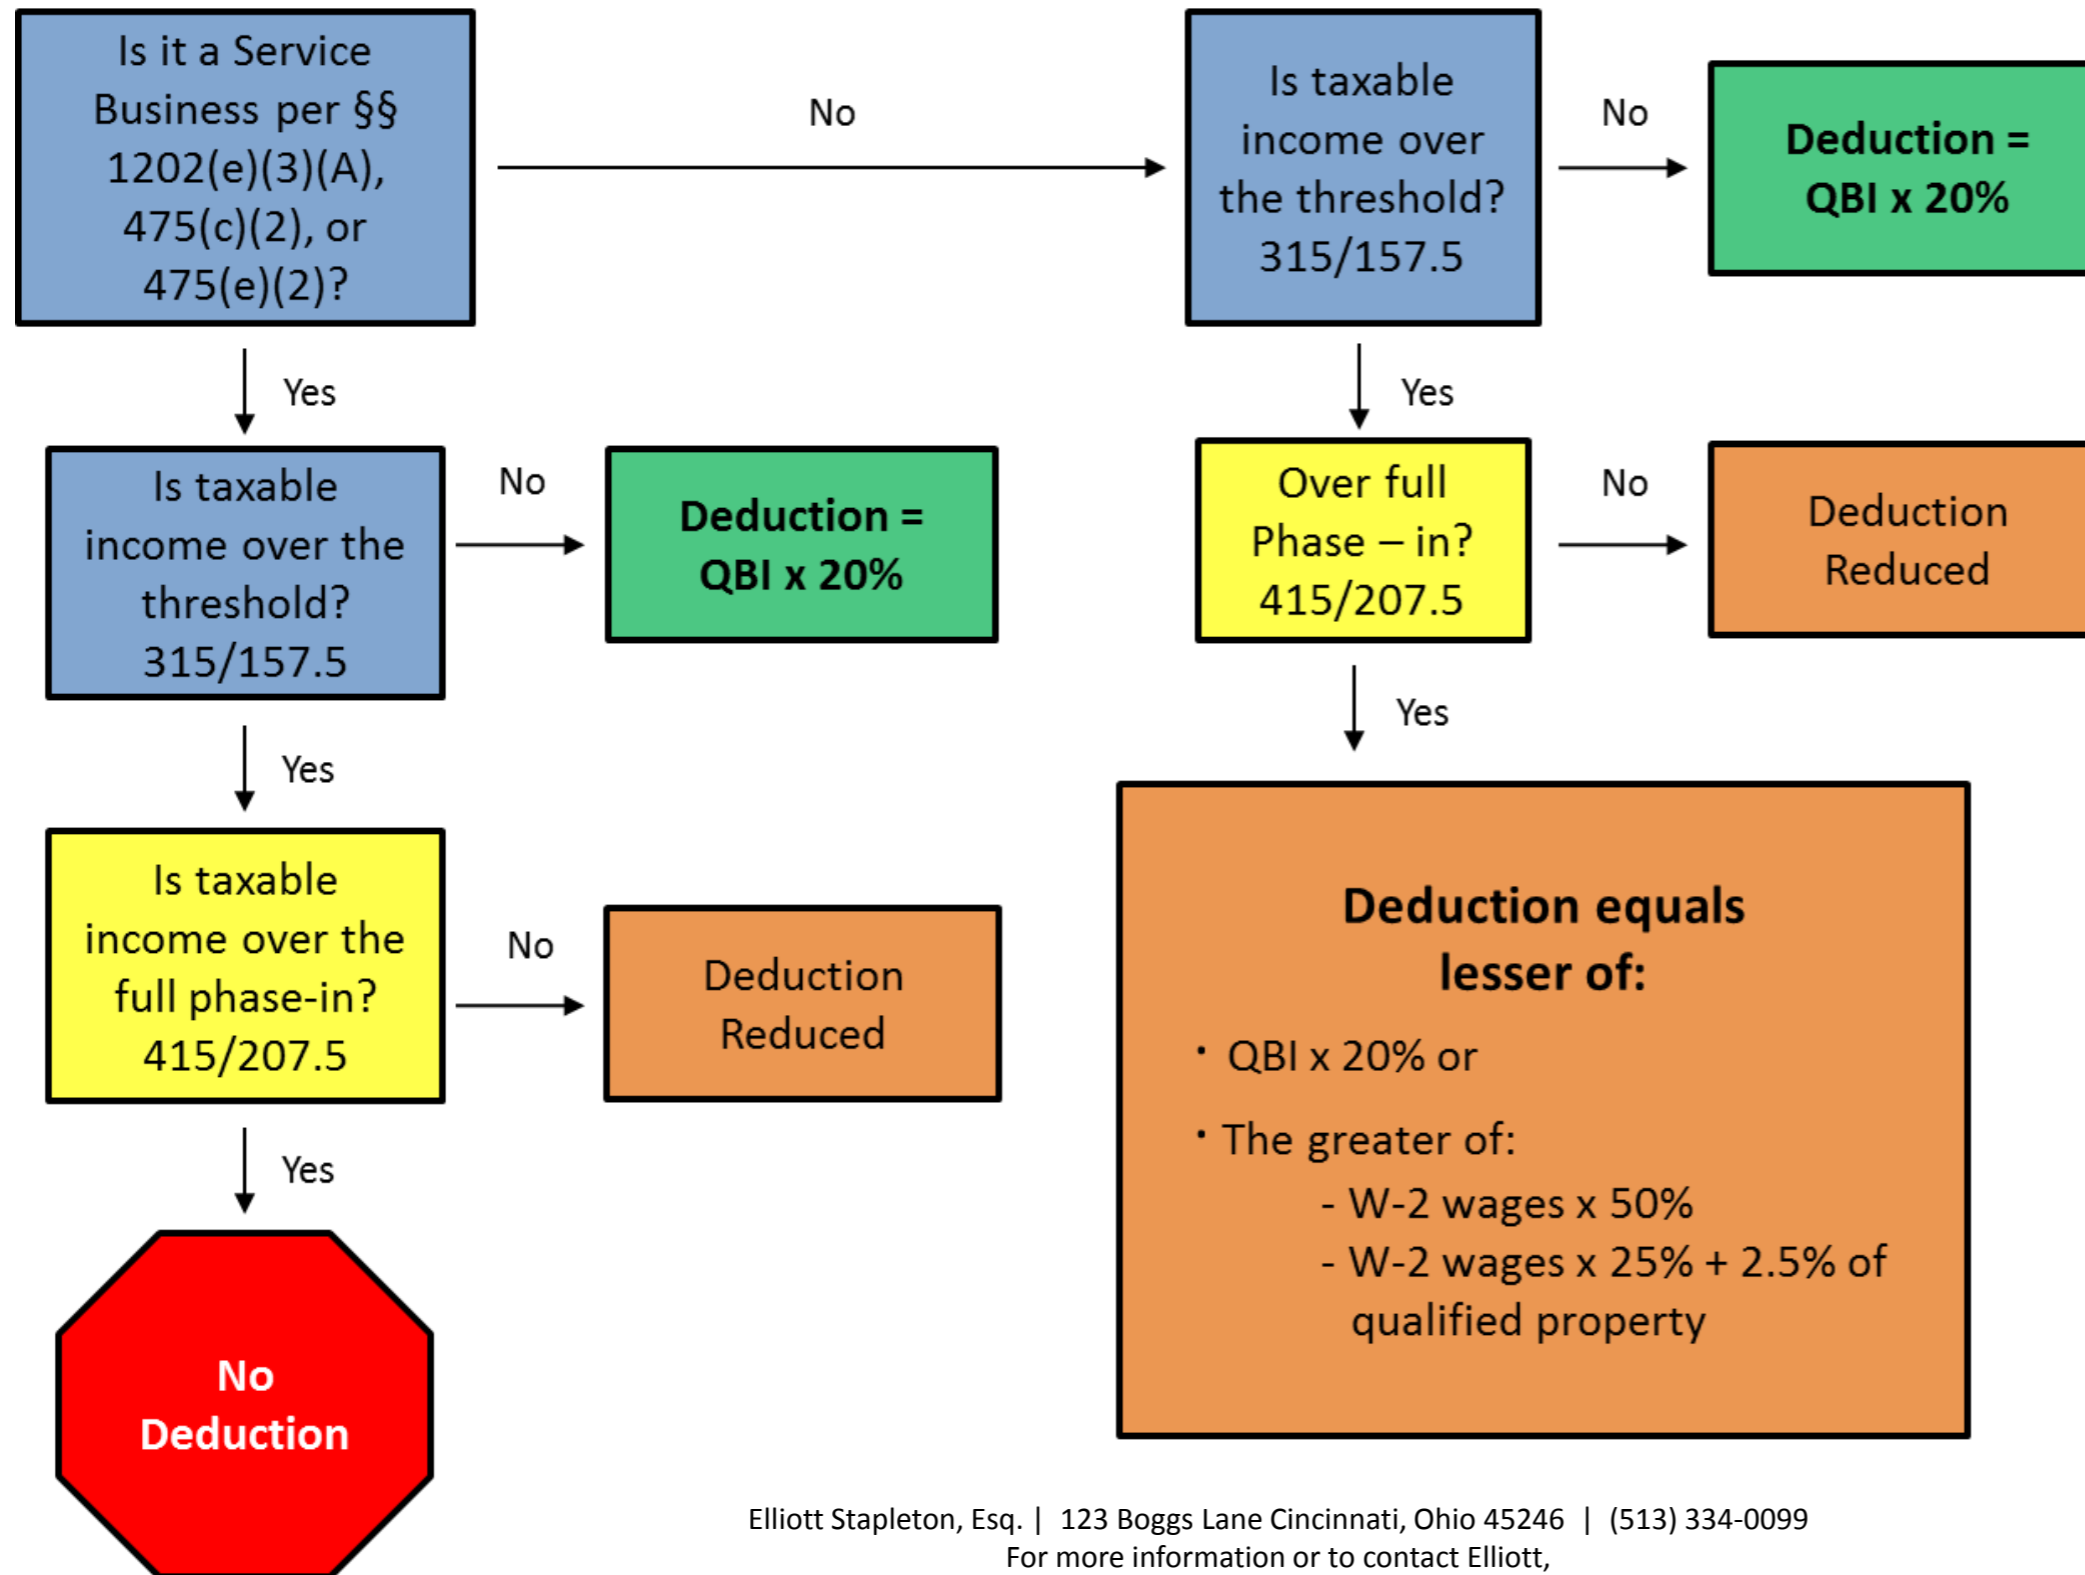 Is it a Service
Business per §§
1202(e)(3)(A),
475(c)(2), or
475(e)(2)?
No
Is taxable
income over
the threshold?
315/157.5
No
Deduction =
QBI x 20%
Yes
Yes
Is taxable
income over the
threshold?
315/157.5
No
Deduction =
QBI x 20%
Over full
Phase – in?
415/207.5
No
Deduction
Reduced
Yes
Yes
Is taxable
income over the
full phase-in?
415/207.5
No
Deduction
Reduced
Deduction equals
lesser of:
· QBI x 20% or
· The greater of:
- W-2 wages x 50%
- W-2 wages x 25% + 2.5% of
qualified property
Yes
No
Deduction
Elliott Stapleton, Esq. | 123 Boggs Lane Cincinnati, Ohio 45246 | (513) 334-0099
For more information or to contact Elliott,